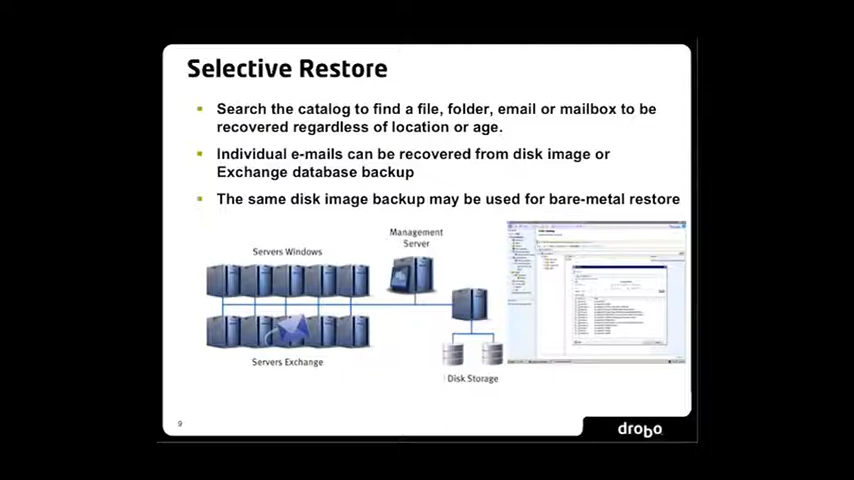 Selective Restore
Search the catalog to find a file, folder, email or mailbox to be
recovered regardless of location or age.
Individual e-mails can be recovered from disk image or
Exchange database backup
The same disk image backup may be used for bare-metal restore
Management
Server
Servers Windows
Servers Exchange
Disk Storage
9
drobo